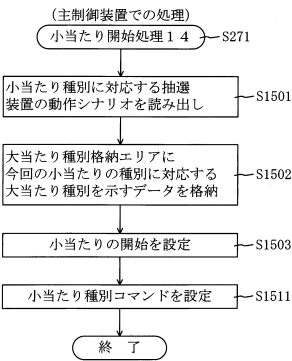 （主制御装置での処理）
小当たり開始処理１４
S271
小当たり種別に対応する抽選
装置の動作シナリオを読み出し
S1501
大当たり種別格納エリアに
今回の小当たりの種別に対応する
大当たり種別を示すデータを格納
S1502
小当たりの開始を設定
S1503
小当たり種別コマンドを設定
S1511
終　了